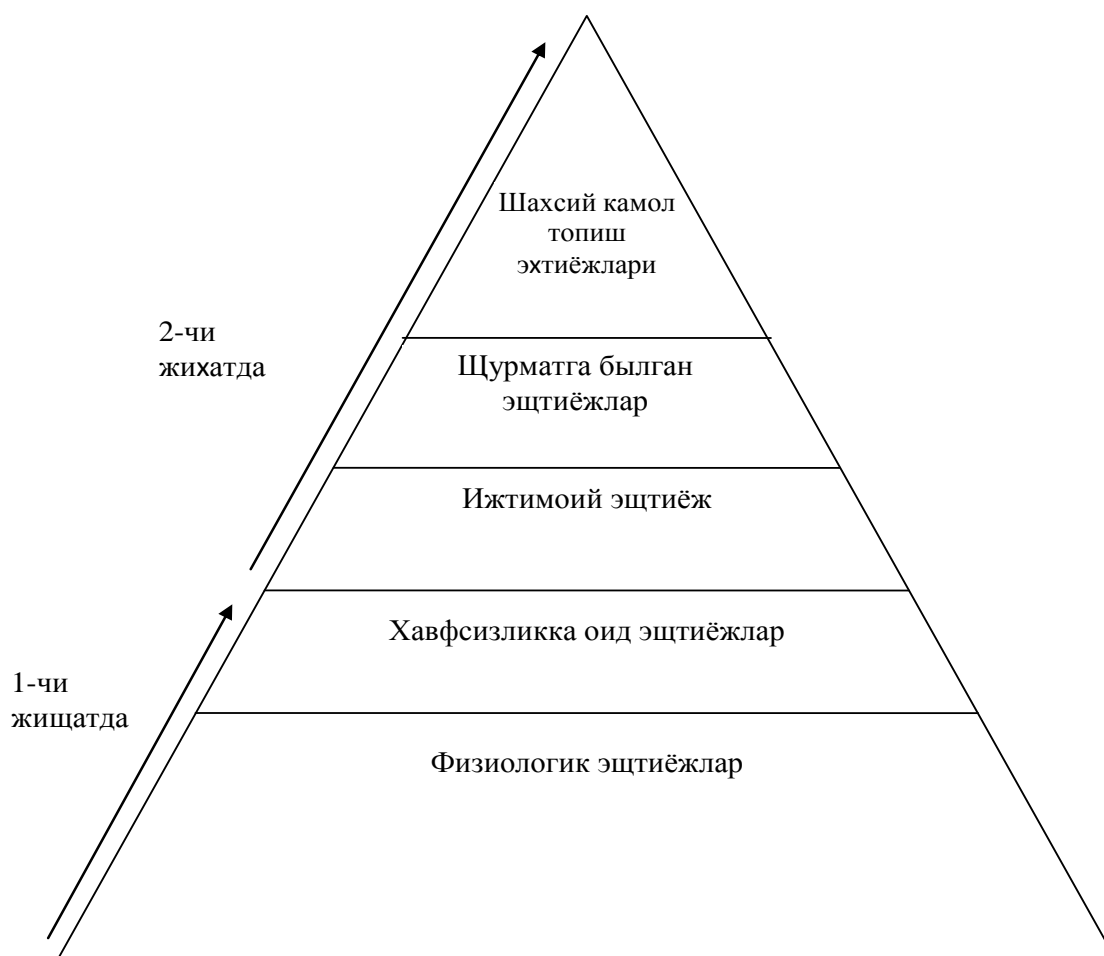 Шахсий камол
топиш
эхтиёжлари
2-чи
жихатда
Щурматга былган
эщтиёжлар
Ижтимоий эщтиёж
Хавфсизликка оид эщтиёжлар
1-чи
жищатда
Физиологик эщтиёжлар